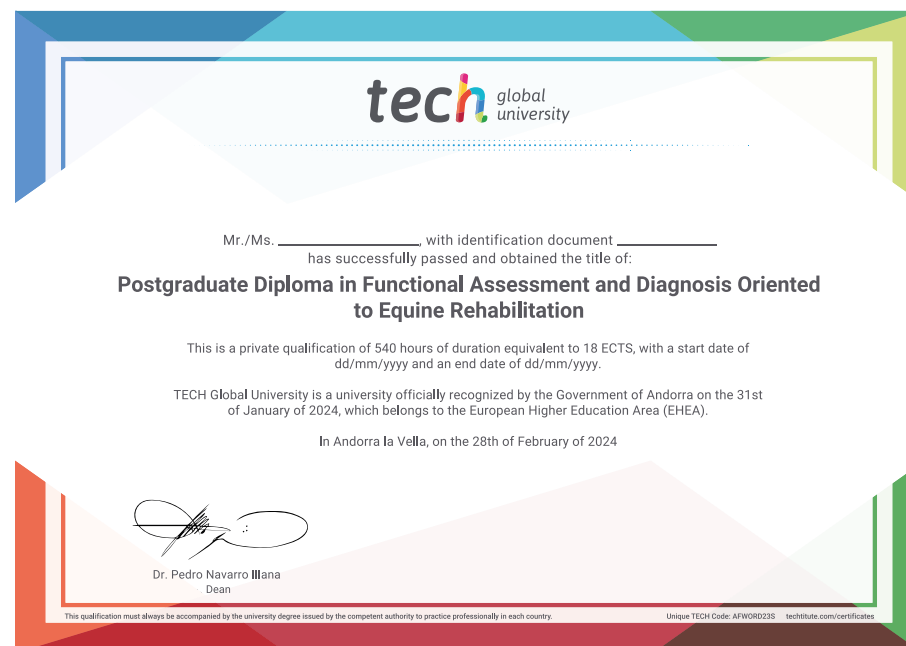 tech global
university
Mr./Ms. ____________________, with identification document ______________
has successfully passed and obtained the title of:
Postgraduate Diploma in Functional Assessment and Diagnosis Oriented
to Equine Rehabilitation
This is a private qualification of 540 hours of duration equivalent to 18 ECTS, with a start date of
dd/mm/yyyy and an end date of dd/mm/yyyy.
TECH Global University is a university officially recognized by the Government of Andorra on the 31st
of January of 2024, which belongs to the European Higher Education Area (EHEA).
In Andorra la Vella, on the 28th of February of 2024
Dr. Pedro Navarro Illana
Dean
This qualification must always be accompanied by the university degree issued by the competent authority to practice professionally in each country. Unique TECH Code: AFWORD23S techtitute.com/certificates